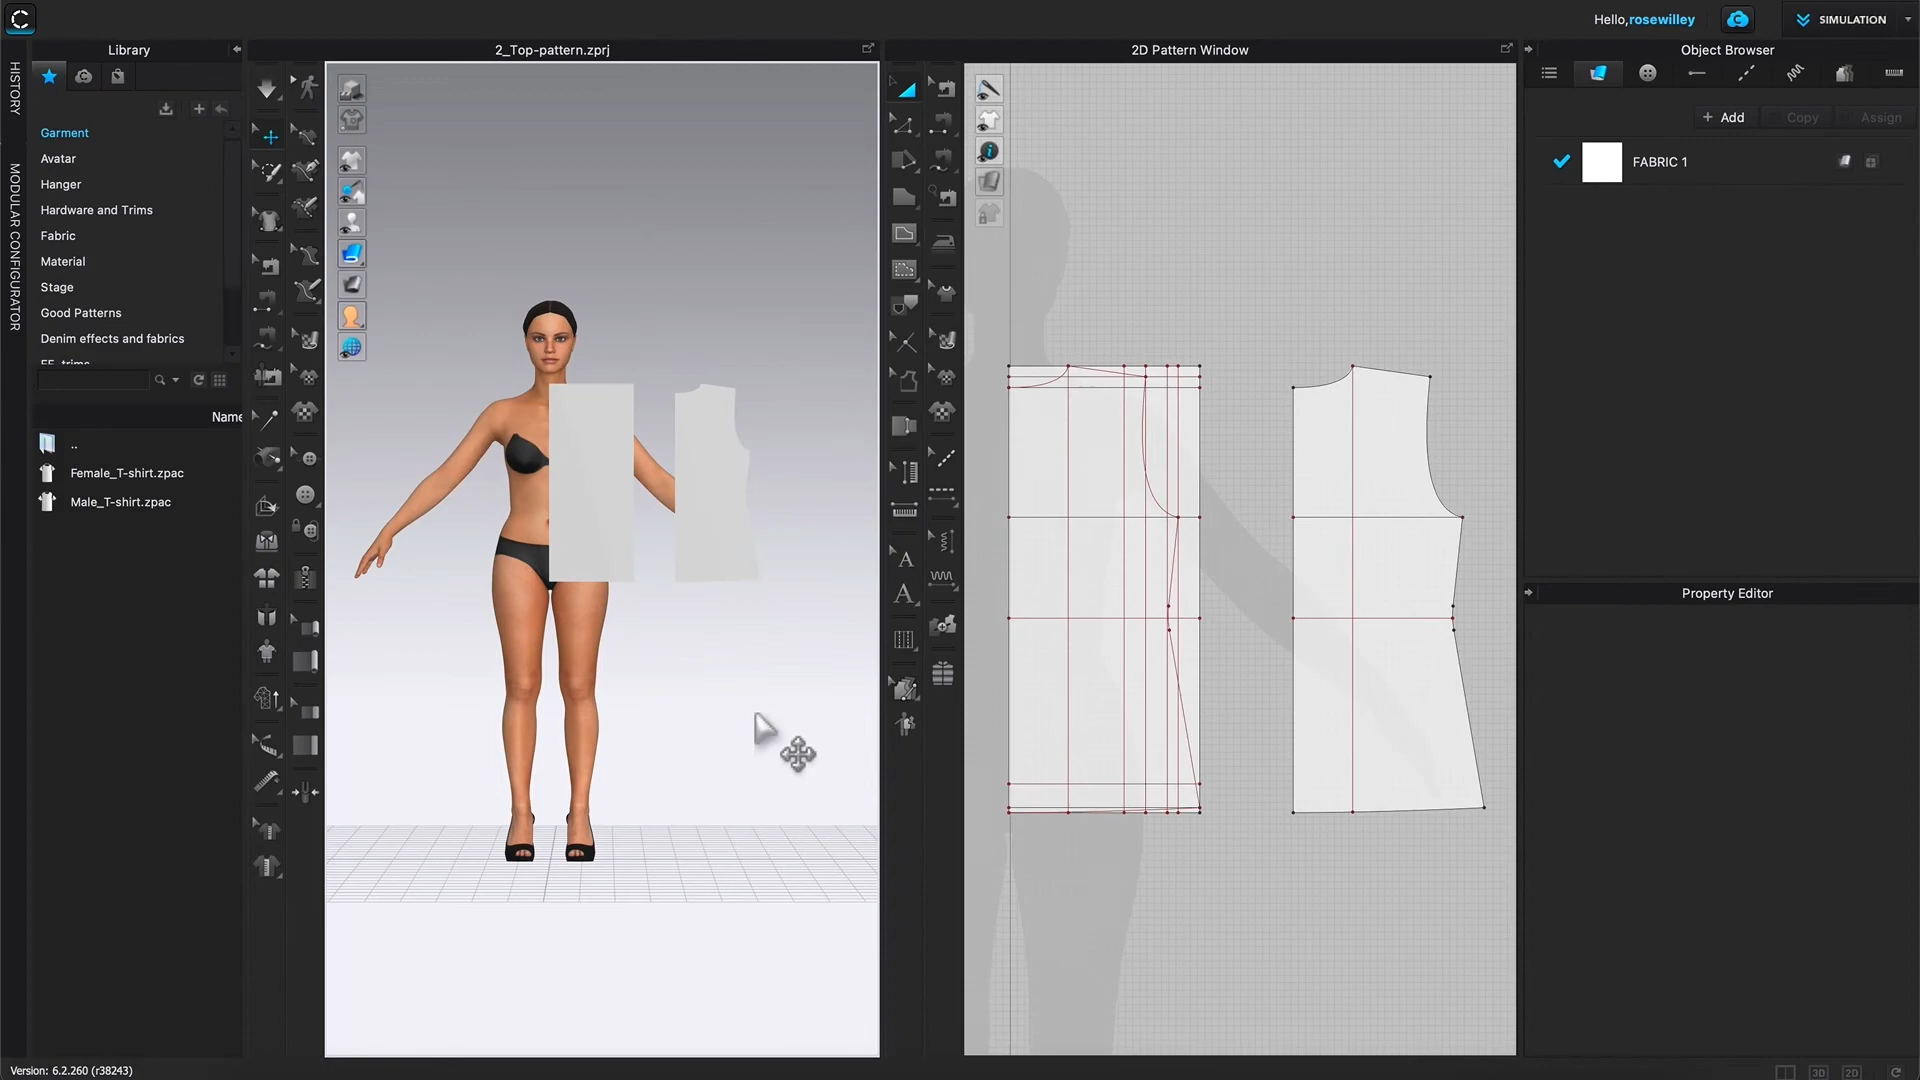 Hello,rosewilley
SIMULATION
Library
2_Top-pattern.zprj
2D Pattern Window
Object Browser
HISTORY
MODULAR CONFIGURATOR
+ Add
Copy
Assign
Garment
Avatar
Hanger
Hardware and Trims
Fabric
Material
Stage
Good Patterns
Denim effects and fabrics
FABRIC 1
Name
..
Female_T-shirt.zpac
Male_T-shirt.zpac
A
A
Property Editor
Version: 6.2.260 (r38243)
3D
2D